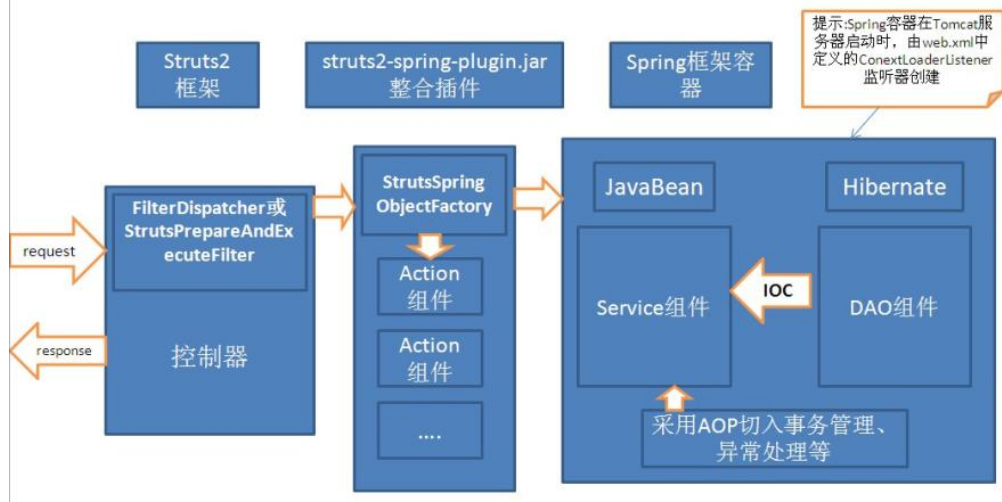 提示:Spring容器在Tomcat服
务器启动时，由web.xml中
定义的ConextLoaderListener
监听器创建
Struts2
框架
struts2-spring-plugin.jar
整合插件
Spring框架容
器
request
response
FilterDispatcher或
StrutsPrepareAndEx
ecuteFilter
控制器
StrutsSpring
ObjectFactory
Action
组件
Action
组件
....
JavaBean
Hibernate
Service组件
IOC
DAO组件
采用AOP切入事务管理、
异常处理等